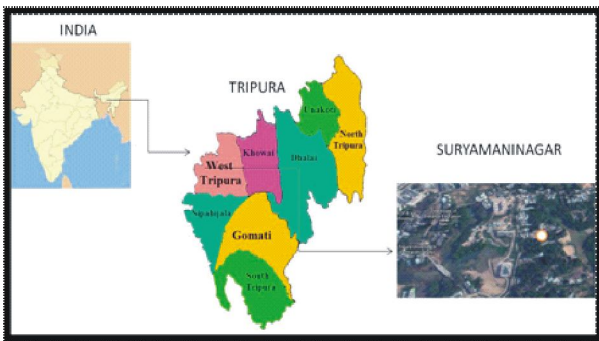 INDIA
TRIPURA
SURYAMANINAGAR
Unakoti
North
Tripura
Khowai
Dhalai
West
Tripura
Sipahijala
Gomati
South
Tripura